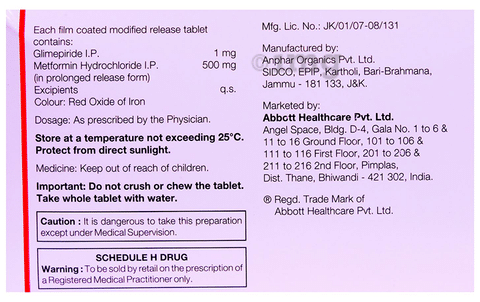 Each film coated modified release tablet
contains:
Glimepiride I.P. 1 mg
Metformin Hydrochloride I.P. 500 mg
(in prolonged release form)
Excipients q.s.
Colour: Red Oxide of Iron
Dosage: As prescribed by the Physician.
Store at a temperature not exceeding 25°C.
Protect from direct sunlight.
Medicine: Keep out of reach of children.
Important: Do not crush or chew the tablet.
Take whole tablet with water.
Caution : It is dangerous to take this preparation
except under Medical Supervision.
SCHEDULE H DRUG
Warning : To be sold by retail on the prescription of
a Registered Medical Practitioner only.
Mfg. Lic. No.: JK/01/07-08/131
Manufactured by:
Anphar Organics Pvt. Ltd.
SIDCO, EPIP, Kartholi, Bari-Brahmana,
Jammu - 181 133, J&K.
Marketed by:
Abbott Healthcare Pvt. Ltd.
Angel Space, Bldg. D-4, Gala No. 1 to 6 &
11 to 16 Ground Floor, 101 to 106 &
111 to 116 First Floor, 201 to 206 &
211 to 216 2nd Floor, Pimplas,
Dist. Thane, Bhiwandi - 421 302, India.
® Regd. Trade Mark of
Abbott Healthcare Pvt. Ltd.